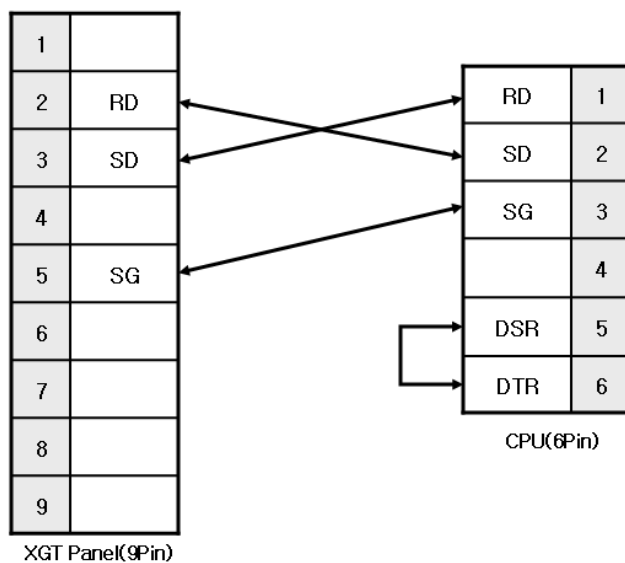 1
2 RD
3 SD
4
5 SG
6
7
8
9
XGT Panel(9Pin)
RD 1
SD 2
SG 3
4
DSR 5
DTR 6
CPU(6Pin)